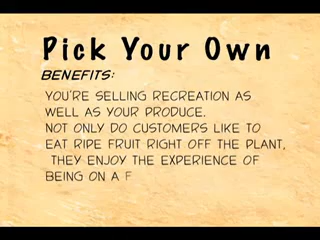 Pick Your Own
BENEFITS:
YOU'RE SELLING RECREATION AS
WELL AS YOUR PRODUCE.
NOT ONLY DO CUSTOMERS LIKE TO
EAT RIPE FRUIT RIGHT OFF THE PLANT,
THEY ENJOY THE EXPERIENCE OF
BEING ON A F